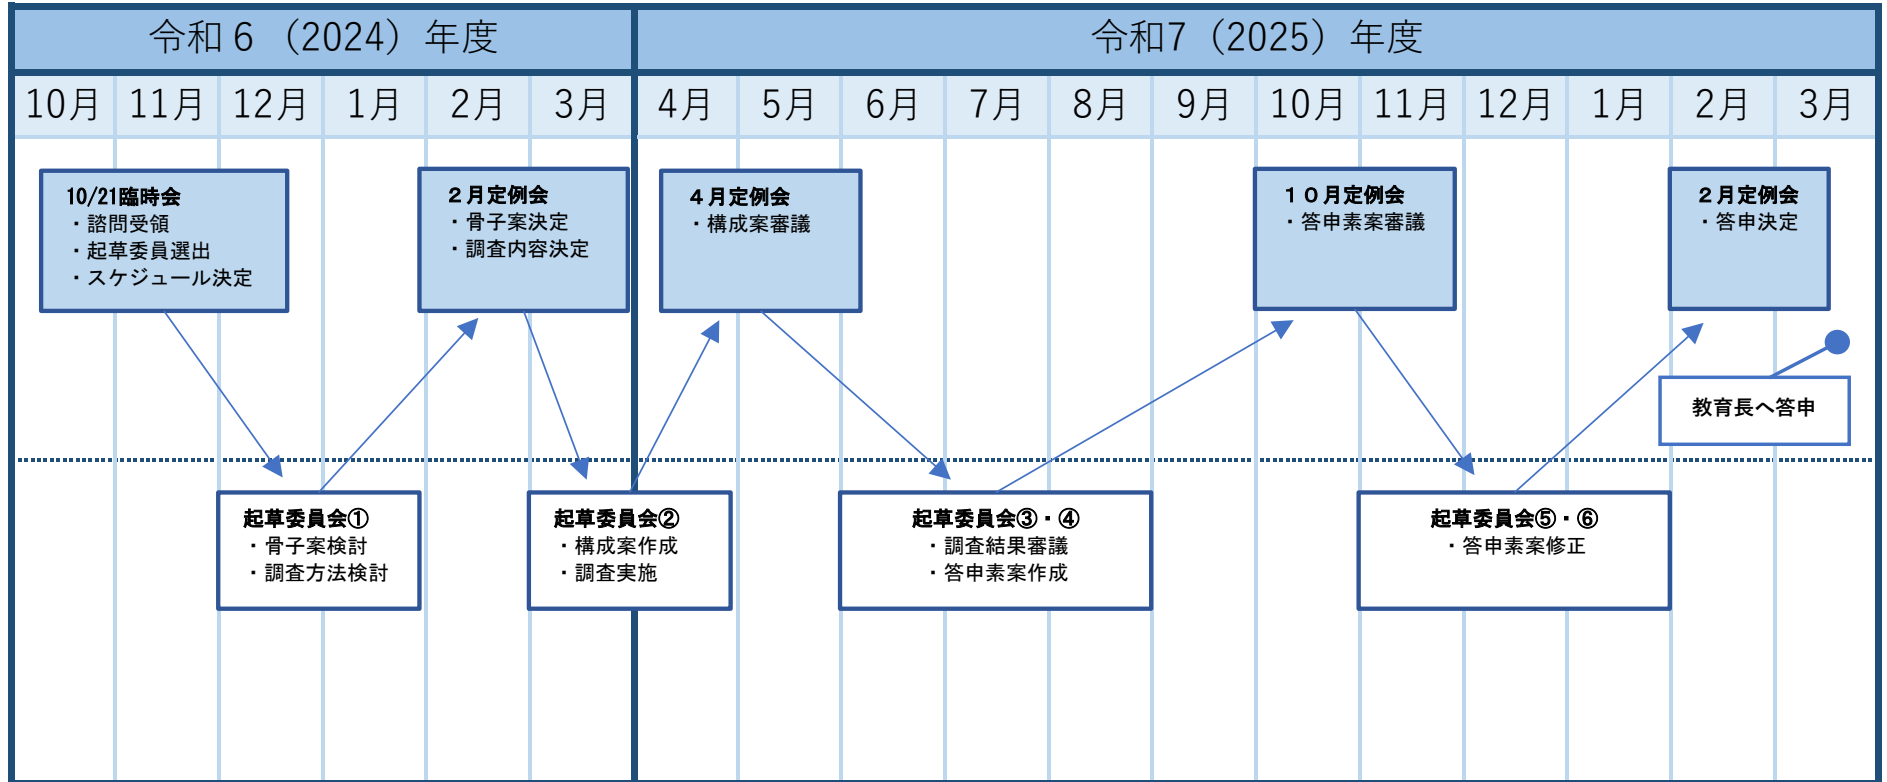 令和６（2024）年度
令和7（2025）年度
10月 11月 12月 1月 2月 3月 4月 5月 6月 7月 8月 9月 10月 11月 12月 1月 2月 3月
10/21臨時会
・諮問受領
・起草委員選出
・スケジュール決定
２月定例会
・骨子案決定
・調査内容決定
４月定例会
・構成案審議
１０月定例会
・答申素案審議
２月定例会
・答申決定
教育長へ答申
起草委員会①
・骨子案検討
・調査方法検討
起草委員会②
・構成案作成
・調査実施
起草委員会③・④
・調査結果審議
・答申素案作成
起草委員会⑤・⑥
・答申素案修正